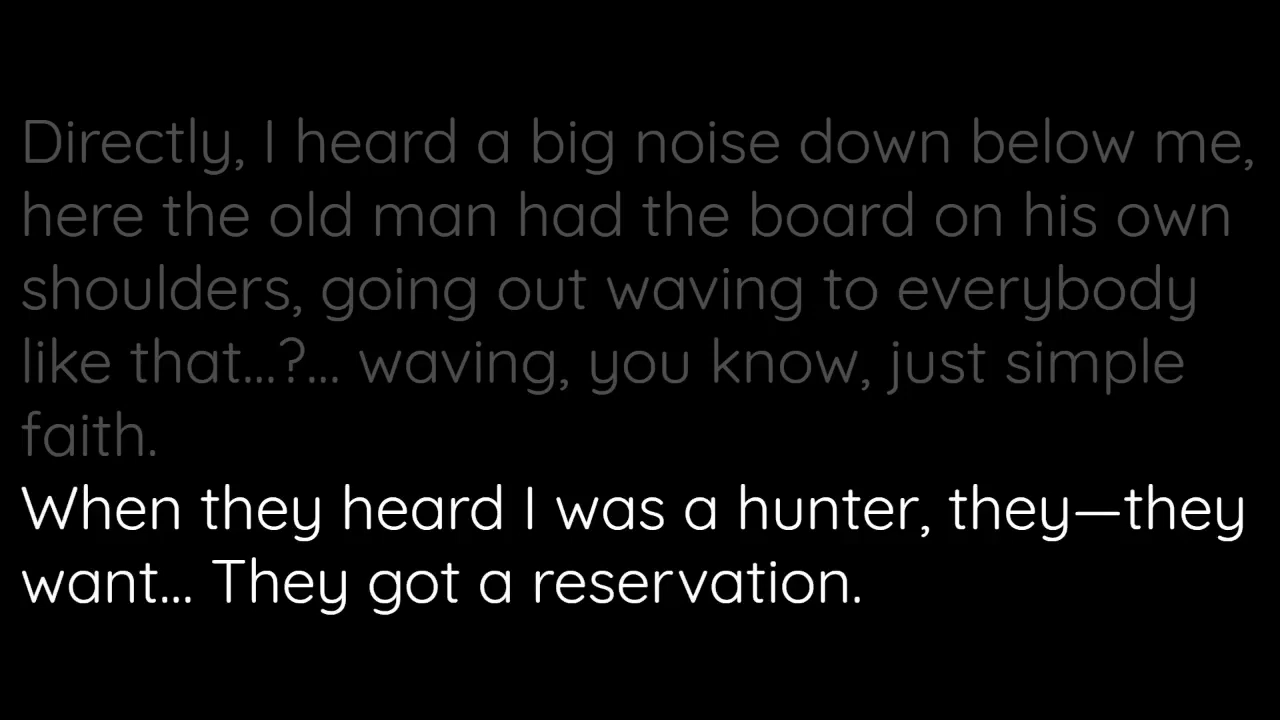 Directly, I heard a big noise down below me,
here the old man had the board on his own
shoulders, going out waving to everybody
like that...?... waving, you know, just simple
faith.
When they heard I was a hunter, they—they
want... They got a reservation.